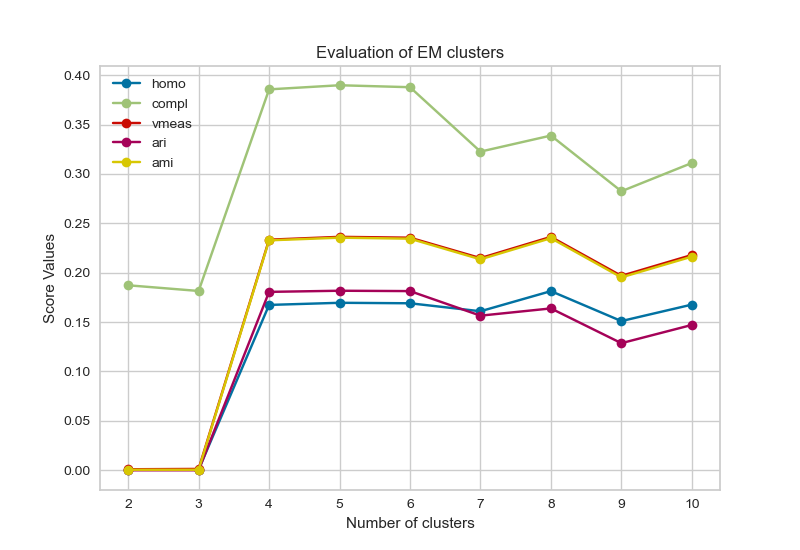 Evaluation of EM clusters
homo
compl
vmeas
ari
ami
Score Values
0.40
0.35
0.30
0.25
0.20
0.15
0.10
0.05
0.00
2 3 4 5 6 7 8 9 10
Number of clusters